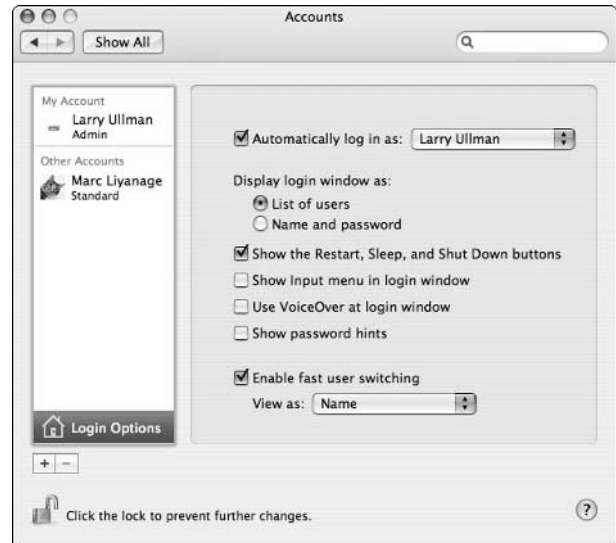 Accounts
Show All
My Account
Larry Ullman
Admin
Other Accounts
Marc Liyanage
Standard
Login Options
+ −
Automatically log in as: Larry Ullman
Display login window as:
List of users
Name and password
Show the Restart, Sleep, and Shut Down buttons
Show Input menu in login window
Use VoiceOver at login window
Show password hints
Enable fast user switching
View as: Name
Click the lock to prevent further changes.
?